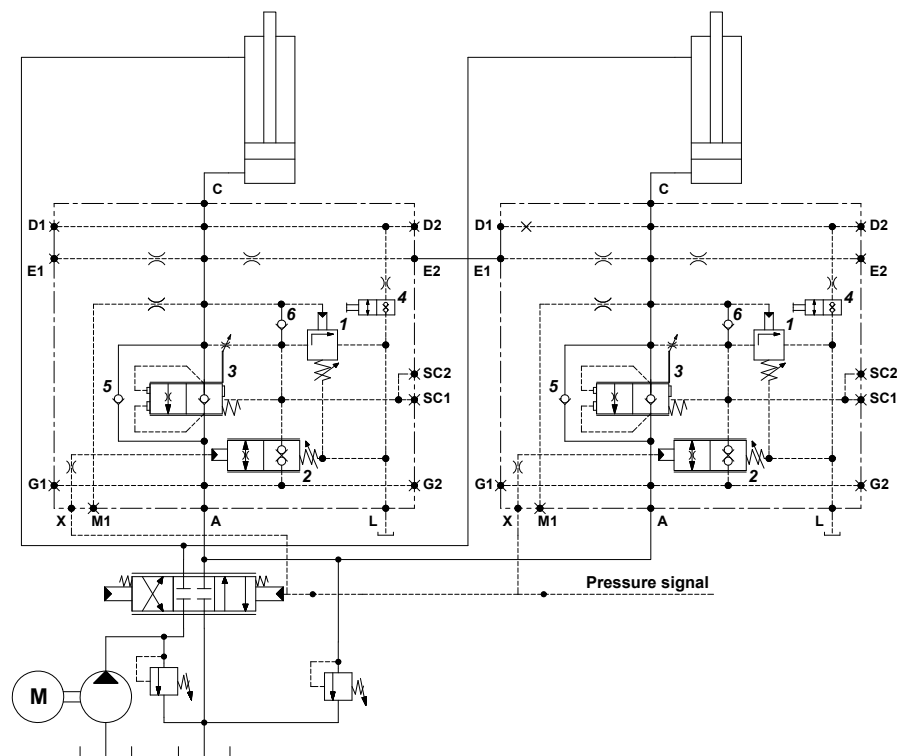 C C
D1 D2 D1 D2
E1 E2 E1 E2
4 4
6 1 6 1
3 SC2 3 SC2
5 SC1 5 SC1
2 2
G1 G2 G1 G2
X M1 A L X M1 A L
Pressure signal
M